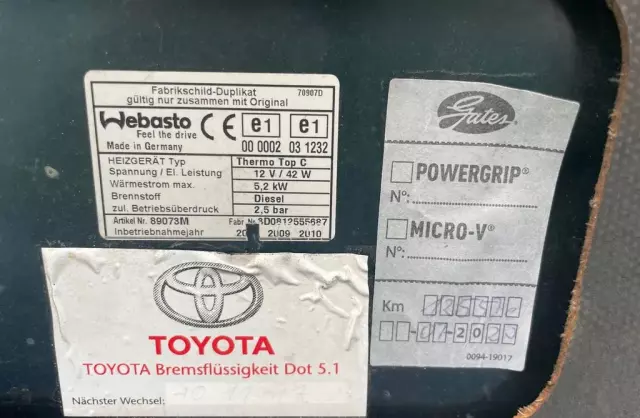 Fabrikschild-Duplikat 70907D
gültig nur zusammen mit Original
Webasto CE e1 e1
Feel the drive
Made in Germany 00 0002 03 1232
HEIZGERÄT Typ Thermo Top C
Spannung / El. Leistung 12 V / 42 W
Wärmestrom max. 5,2 kW
Brennstoff Diesel
zul. Betriebsüberdruck 2,5 bar
Artikel Nr. 89073M Fabr
Inbetriebnahmejahr 2009 2010
TOYOTA
TOYOTA Bremsflüssigkeit Dot 5.1
Nächster Wechsel:
Gates
POWERGRIP®
N°:
MICRO-V®
N°:
Km
0094-19017